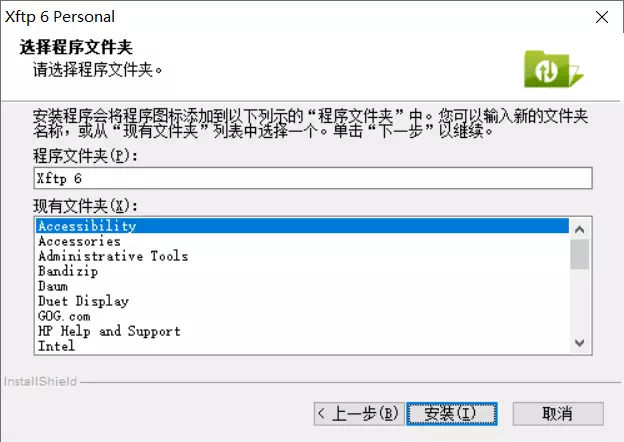 Xftp 6 Personal
选择程序文件夹
请选择程序文件夹。
安装程序会将程序图标添加到以下列示的“程序文件夹”中。您可以输入新的文件夹
名称，或从“现有文件夹”列表中选择一个。单击“下一步”以继续。
程序文件夹(P)：
Xftp 6
现有文件夹(X)：
Accessibility
Accessories
Administrative Tools
Bandizip
Daum
Duet Display
GOG.com
HP Help and Support
Intel
InstallShield
< 上一步(B) 安装(I) 取消